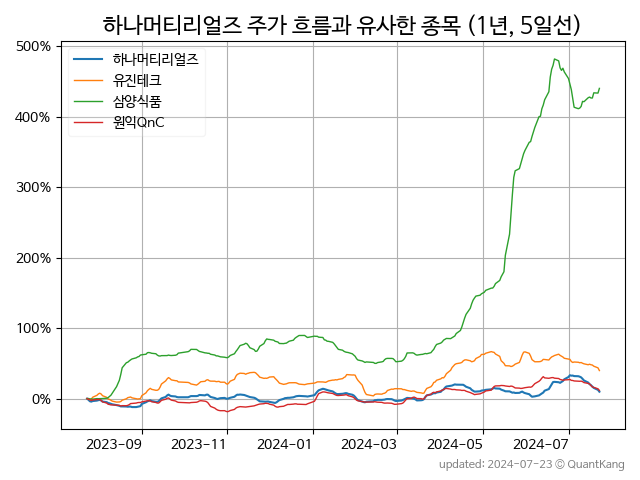 하나머티리얼즈 주가 흐름과 유사한 종목 (1년, 5일선)
500%
400%
300%
200%
100%
0%
하나머티리얼즈
유진테크
삼양식품
원익QnC
2023-09
2023-11
2024-01
2024-03
2024-05
2024-07
updated: 2024-07-23 © QuantKang